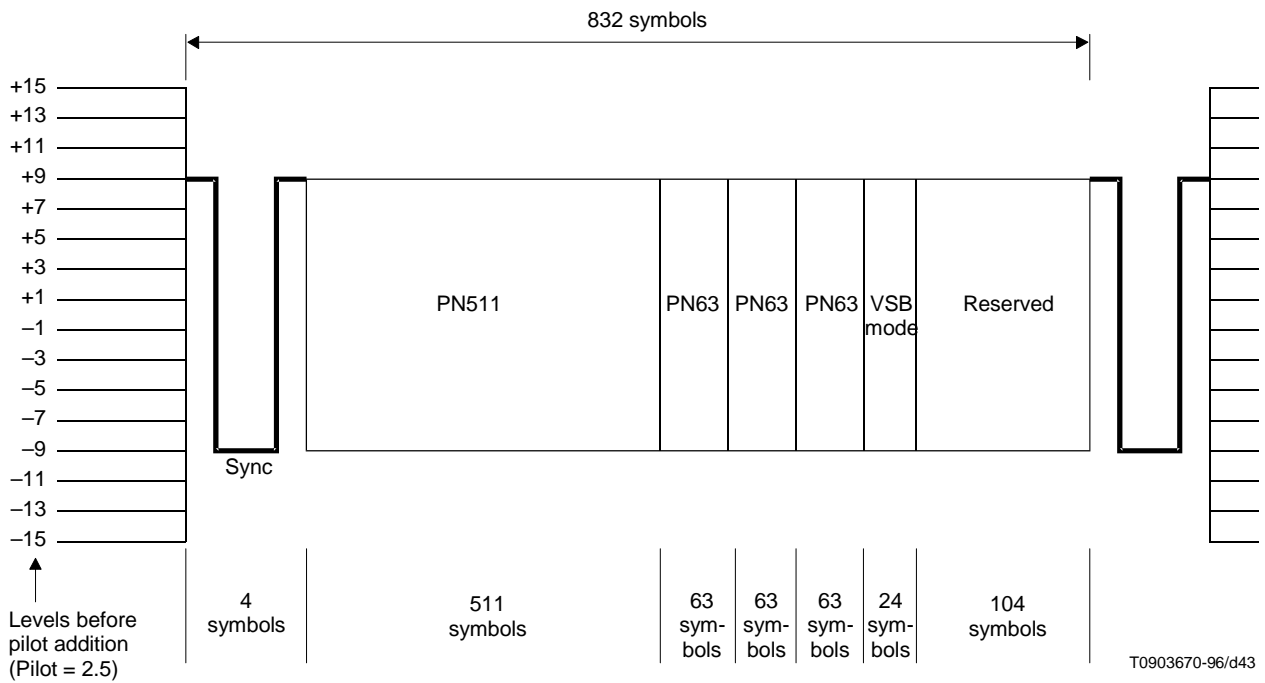 832 symbols
+15
+13
+11
+9
+7
+5
+3
+1
–1
–3
–5
–7
–9
–11
–13
–15
PN511
PN63
PN63
PN63
VSB
mode
Reserved
Sync
Levels before
pilot addition
(Pilot = 2.5)
4
symbols
511
symbols
63
sym-
bols
63
sym-
bols
63
sym-
bols
24
sym-
bols
104
symbols
T0903670-96/d43